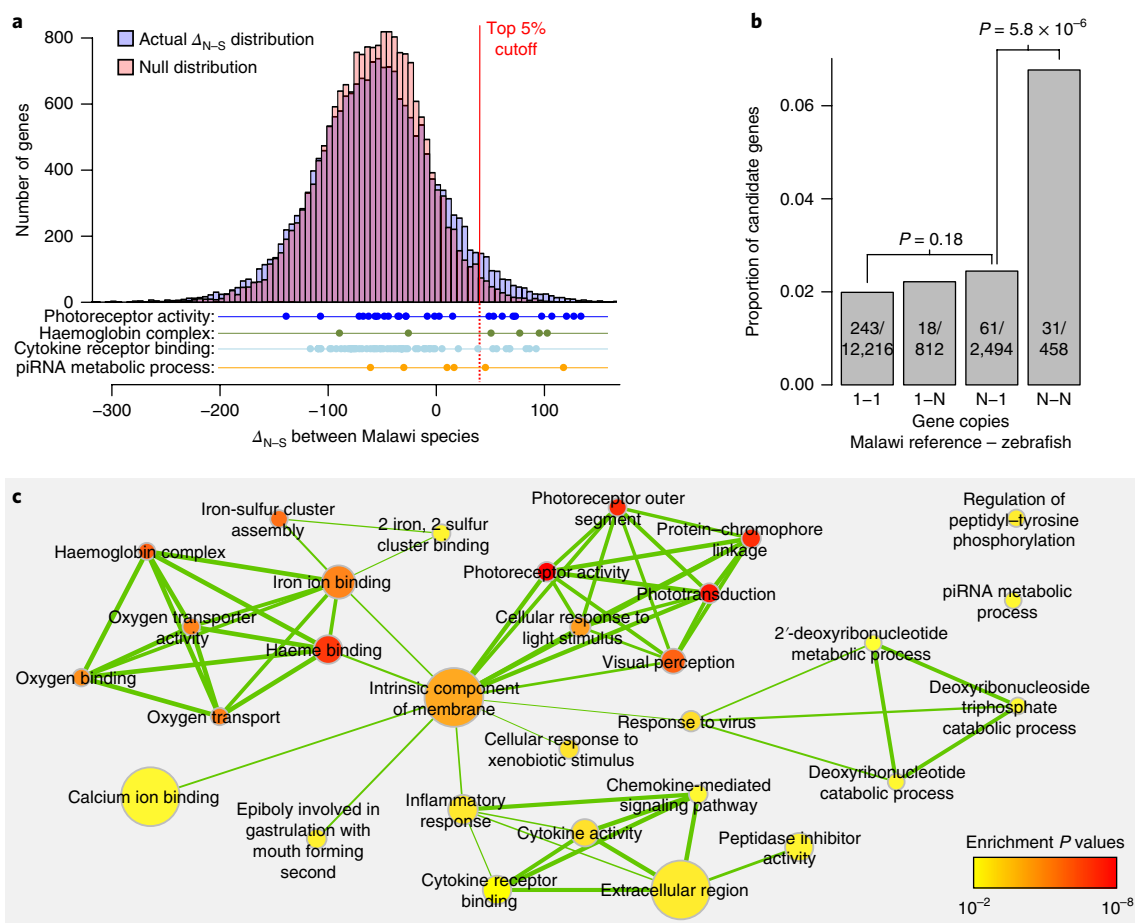 a
Actual ΔN–S distribution
Null distribution
Top 5%
cutoff
Number of genes
800
600
400
200
0
Photoreceptor activity:
Haemoglobin complex:
Cytokine receptor binding:
piRNA metabolic process:
−300
−200
−100
0
100
ΔN–S between Malawi species
b
P = 5.8 × 10−6
P = 0.18
Proportion of candidate genes
0.06
0.04
0.02
0.00
243/
12,216
18/
812
61/
2,494
31/
458
1–1
1–N
N–1
N–N
Gene copies
Malawi reference – zebrafish
c
Iron-sulfur cluster
assembly
2 iron, 2 sulfur
cluster binding
Haemoglobin complex
Iron ion binding
Oxygen transporter
activity
Haeme binding
Oxygen binding
Oxygen transport
Photoreceptor outer
segment
Protein–chromophore
linkage
Photoreceptor activity
Phototransduction
Cellular response to
light stimulus
Visual perception
Regulation of
peptidyl–tyrosine
phosphorylation
piRNA metabolic
process
2′-deoxyribonucleotide
metabolic process
Deoxyribonucleoside
triphosphate
catabolic process
Deoxyribonucleotide
catabolic process
Intrinsic component
of membrane
Response to virus
Cellular response to
xenobiotic stimulus
Calcium ion binding
Epiboly involved in
gastrulation with
mouth forming
second
Inflammatory
response
Chemokine-mediated
signaling pathway
Cytokine activity
Peptidase inhibitor
activity
Cytokine receptor
binding
Extracellular region
Enrichment P values
10−2
10−8